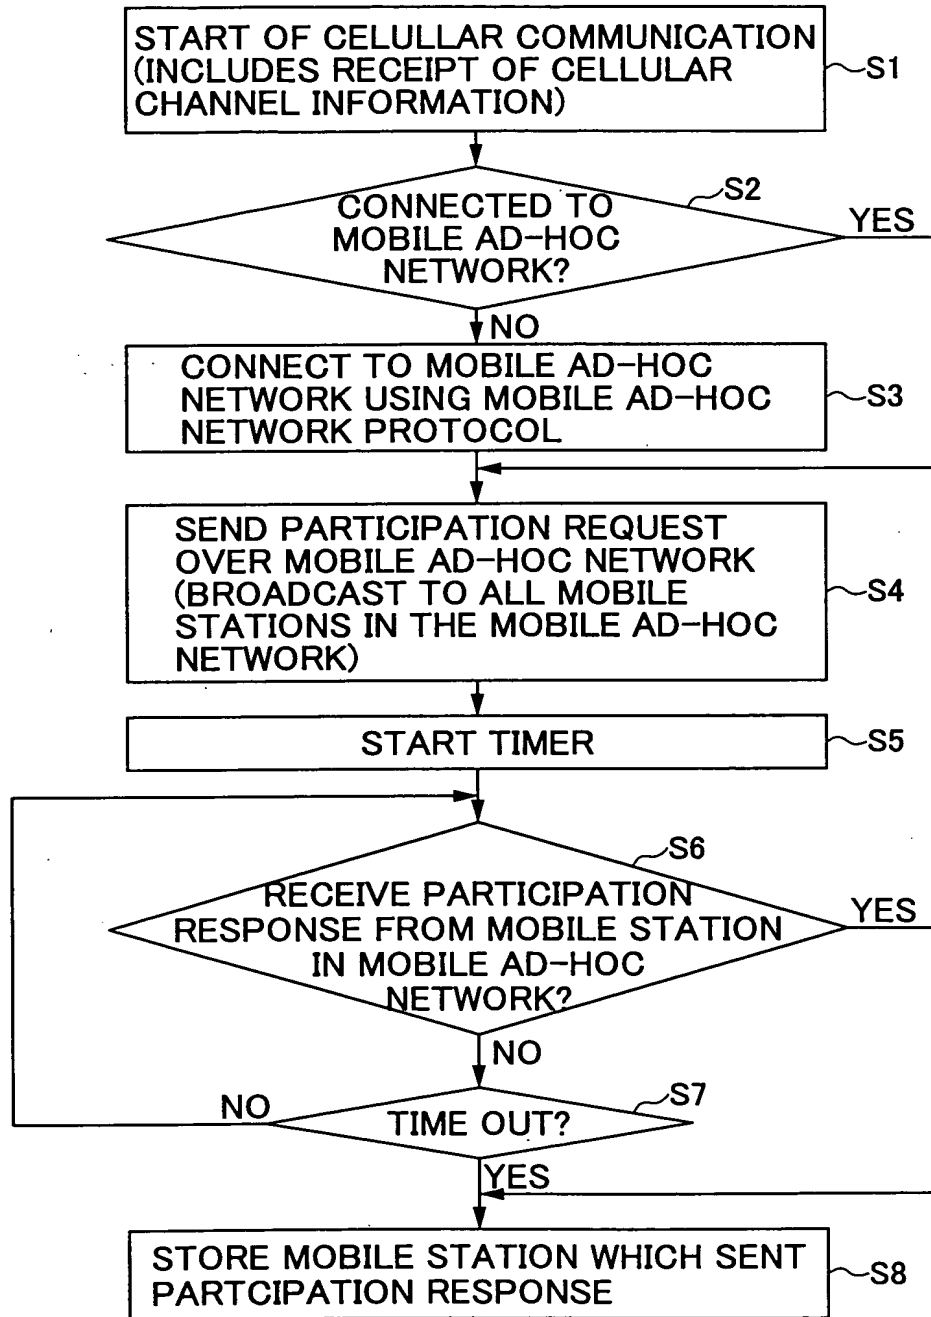 START OF CELULLAR COMMUNICATION
(INCLUDES RECEIPT OF CELLULAR
CHANNEL INFORMATION)
S1
S2
CONNECTED TO
MOBILE AD-HOC
NETWORK?
YES
NO
CONNECT TO MOBILE AD-HOC
NETWORK USING MOBILE AD-HOC
NETWORK PROTOCOL
S3
SEND PARTICIPATION REQUEST
OVER MOBILE AD-HOC NETWORK
(BROADCAST TO ALL MOBILE
STATIONS IN THE MOBILE AD-HOC
NETWORK)
S4
START TIMER
S5
S6
RECEIVE PARTICIPATION
RESPONSE FROM MOBILE STATION
IN MOBILE AD-HOC
NETWORK?
YES
NO
S7
NO
TIME OUT?
YES
STORE MOBILE STATION WHICH SENT
PARTCIPATION RESPONSE
S8